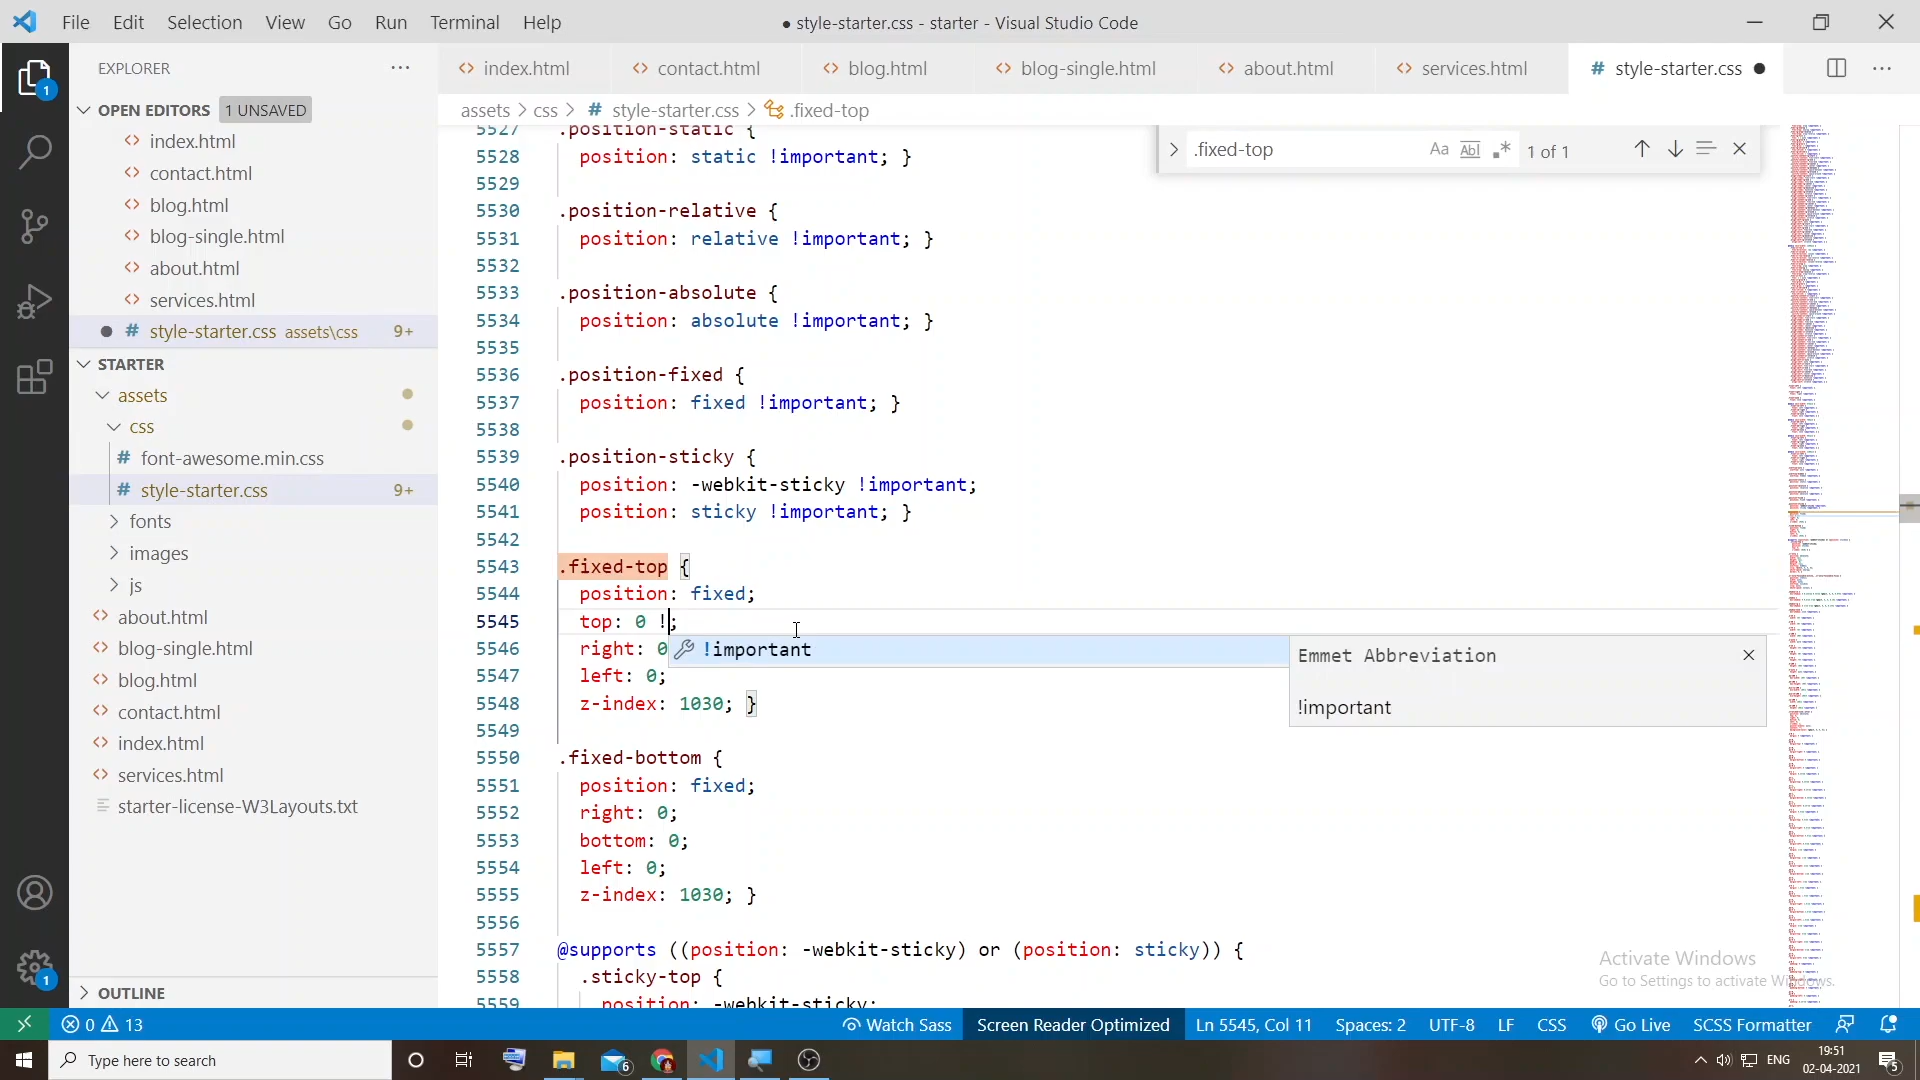 File Edit Selection View Go Run Terminal Help
● style-starter.css - starter - Visual Studio Code
EXPLORER
index.html
contact.html
blog.html
blog-single.html
about.html
services.html
style-starter.css
OPEN EDITORS 1 UNSAVED
index.html
contact.html
blog.html
blog-single.html
about.html
services.html
style-starter.css assets\css 9+
STARTER
assets
css
font-awesome.min.css
style-starter.css 9+
fonts
images
js
about.html
blog-single.html
blog.html
contact.html
index.html
services.html
starter-license-W3Layouts.txt
OUTLINE
assets > css > # style-starter.css > .fixed-top
.fixed-top
Aa Abl .* 1 of 1
5527 .position-static {
5528 position: static !important; }
5529
5530 .position-relative {
5531 position: relative !important; }
5532
5533 .position-absolute {
5534 position: absolute !important; }
5535
5536 .position-fixed {
5537 position: fixed !important; }
5538
5539 .position-sticky {
5540 position: -webkit-sticky !important;
5541 position: sticky !important; }
5542
5543 .fixed-top {
5544 position: fixed;
5545 top: 0 !;
5546 right: 0
5547 left: 0;
5548 z-index: 1030; }
5549
5550 .fixed-bottom {
5551 position: fixed;
5552 right: 0;
5553 bottom: 0;
5554 left: 0;
5555 z-index: 1030; }
5556
5557 @supports ((position: -webkit-sticky) or (position: sticky)) {
5558 .sticky-top {
5559 position: -webkit-sticky;
!important
Emmet Abbreviation
!important
Activate Windows
Go to Settings to activate Windows.
0 13
Watch Sass
Screen Reader Optimized
Ln 5545, Col 11
Spaces: 2
UTF-8
LF
CSS
Go Live
SCSS Formatter
Type here to search
6
ENG
19:51
02-04-2021
5
1
1